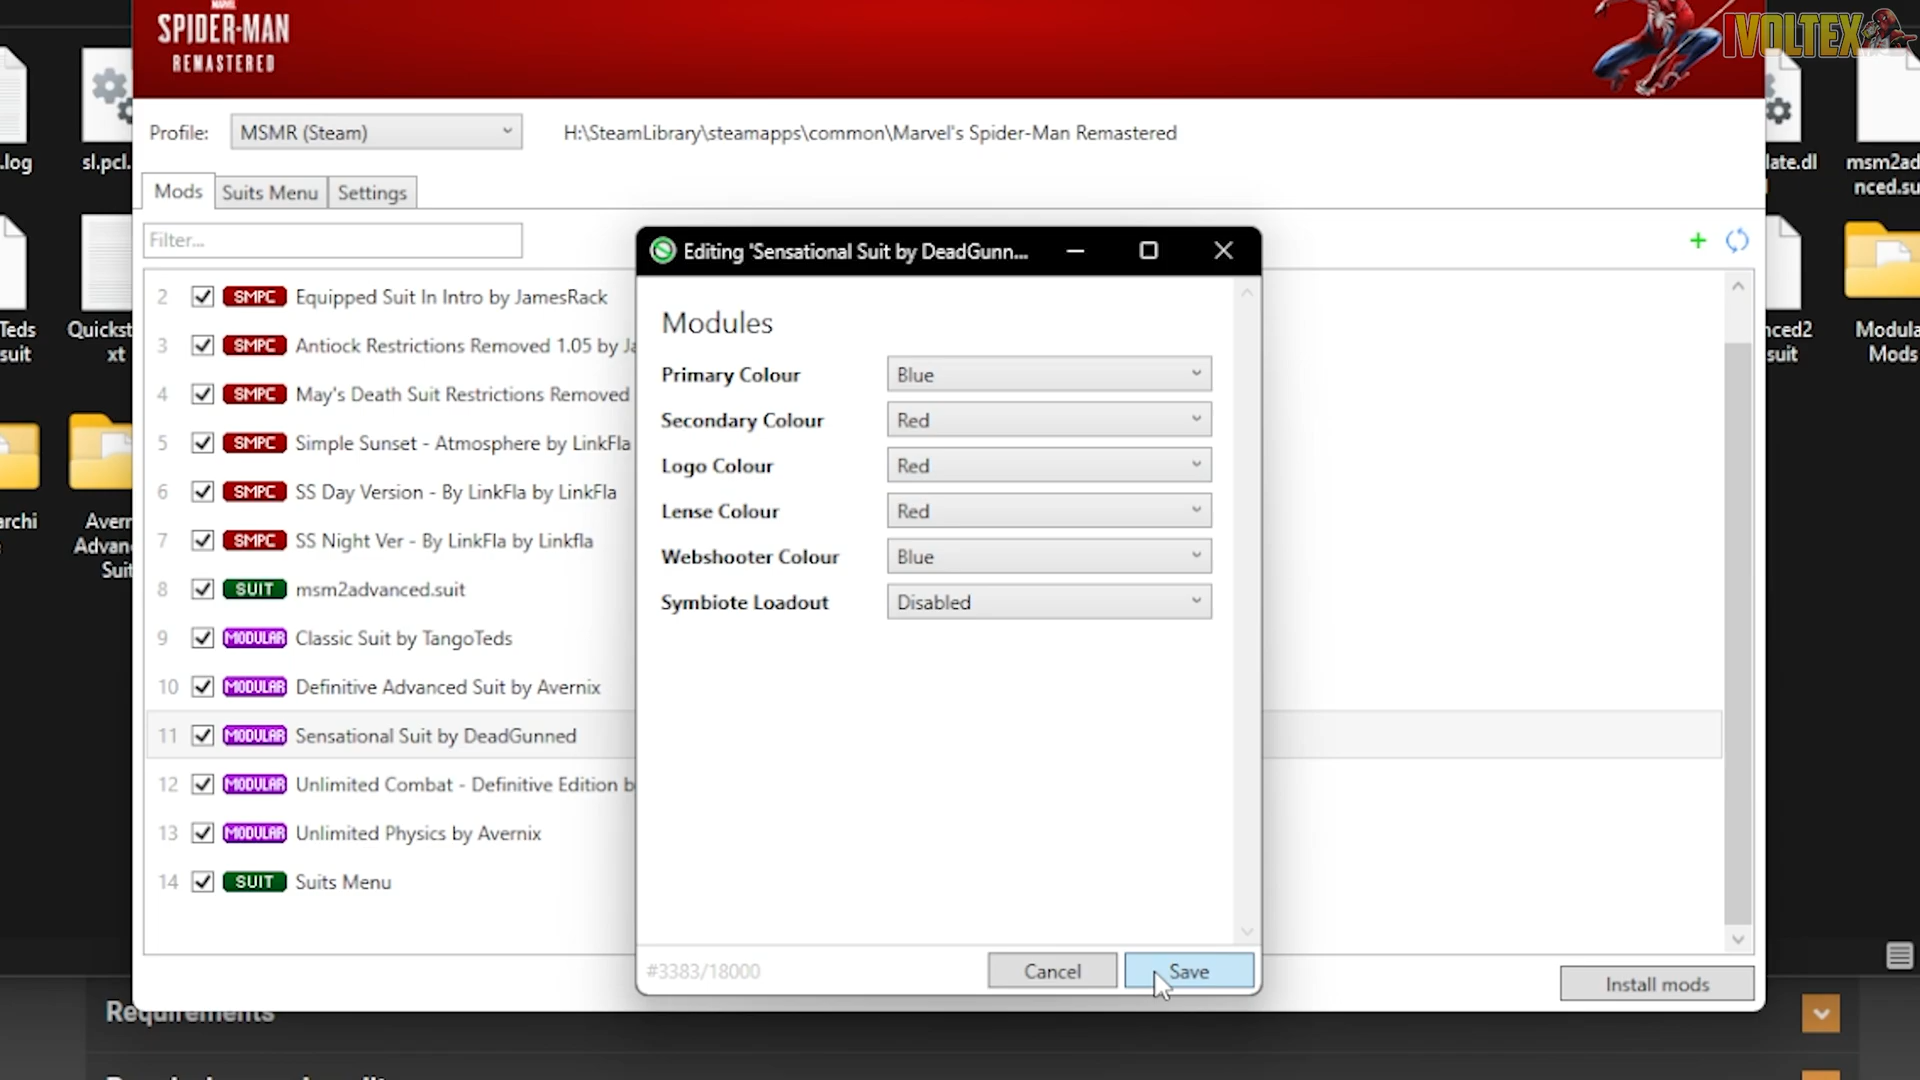 MARVEL
SPIDER-MAN
REMASTERED
IVOLTEX
Profile:
MSMR (Steam)
H:\SteamLibrary\steamapps\common\Marvel's Spider-Man Remastered
Mods
Suits Menu
Settings
Filter...
2 SMPC Equipped Suit In Intro by JamesRack
3 SMPC Antiock Restrictions Removed 1.05 by
4 SMPC May's Death Suit Restrictions Removed
5 SMPC Simple Sunset - Atmosphere by LinkFla
6 SMPC SS Day Version - By LinkFla by LinkFla
7 SMPC SS Night Ver - By LinkFla by Linkfla
8 SUIT msm2advanced.suit
9 MODULAR Classic Suit by TangoTeds
10 MODULAR Definitive Advanced Suit by Avernix
11 MODULAR Sensational Suit by DeadGunned
12 MODULAR Unlimited Combat - Definitive Edition b
13 MODULAR Unlimited Physics by Avernix
14 SUIT Suits Menu
Editing 'Sensational Suit by DeadGunn...
Modules
Primary Colour Blue
Secondary Colour Red
Logo Colour Red
Lense Colour Red
Webshooter Colour Blue
Symbiote Loadout Disabled
#3383/18000
Cancel
Save
Install mods
.log
sl.pcl.
Teds
suit
Quickst
xt
archi
Avern
Advan
Suit
late.dl
msm2ad
nced.su
nced2
suit
Modula
Mods
Requirements